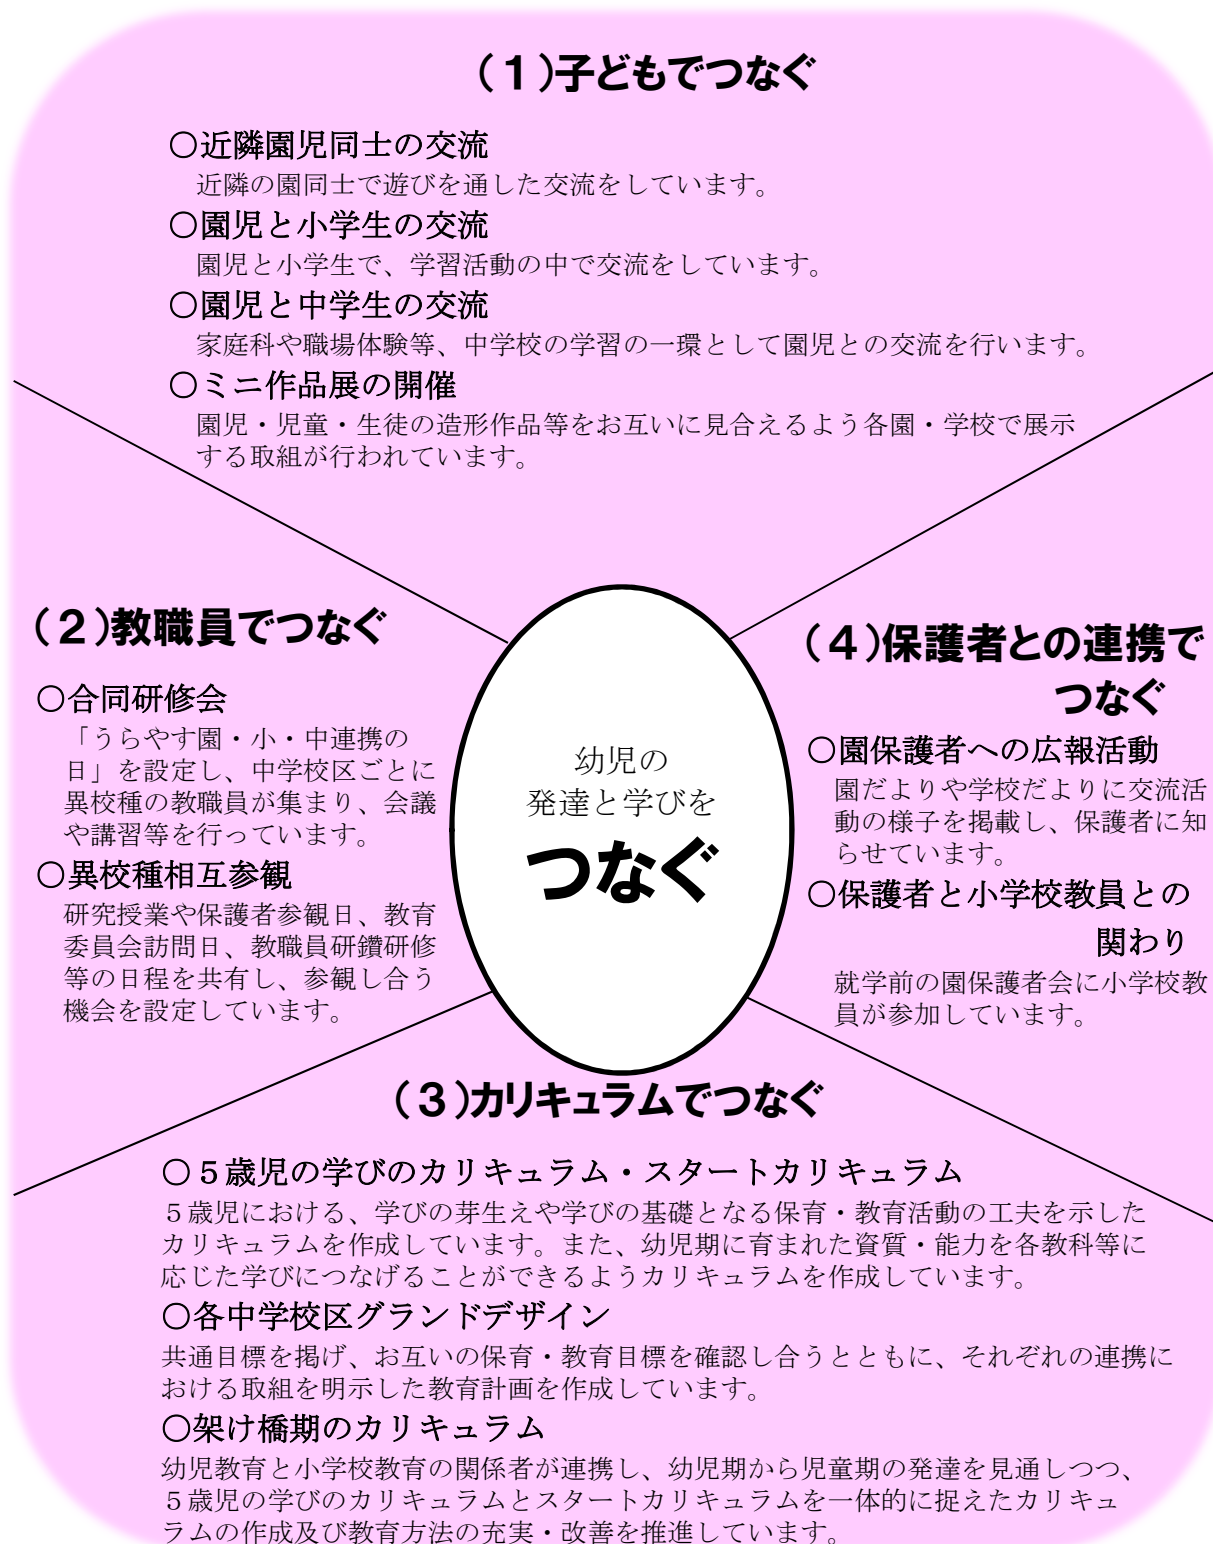 （１）子どもでつなぐ
〇近隣園児同士の交流
近隣の園同士で遊びを通した交流をしています。
〇園児と小学生の交流
園児と小学生で、学習活動の中で交流をしています。
〇園児と中学生の交流
家庭科や職場体験等、中学校の学習の一環として園児との交流を行います。
〇ミニ作品展の開催
園児・児童・生徒の造形作品等をお互いに見合えるよう各園・学校で展示
する取組が行われています。
（２）教職員でつなぐ
〇合同研修会
「うらやす園・小・中連携の
日」を設定し、中学校区ごとに
異校種の教職員が集まり、会議
や講習等を行っています。
〇異校種相互参観
研究授業や保護者参観日、教育
委員会訪問日、教職員研鑽研修
等の日程を共有し、参観し合う
機会を設定しています。
幼児の
発達と学びを
つなぐ
（４）保護者との連携で
つなぐ
〇園保護者への広報活動
園だよりや学校だよりに交流活
動の様子を掲載し、保護者に知
らせています。
〇保護者と小学校教員との
関わり
就学前の園保護者会に小学校教
員が参加しています。
（３）カリキュラムでつなぐ
〇５歳児の学びのカリキュラム・スタートカリキュラム
５歳児における、学びの芽生えや学びの基礎となる保育・教育活動の工夫を示した
カリキュラムを作成しています。また、幼児期に育まれた資質・能力を各教科等に
応じた学びにつなげることができるようカリキュラムを作成しています。
〇各中学校区グランドデザイン
共通目標を掲げ、お互いの保育・教育目標を確認し合うとともに、それぞれの連携に
おける取組を明示した教育計画を作成しています。
〇架け橋期のカリキュラム
幼児教育と小学校教育の関係者が連携し、幼児期から児童期の発達を見通しつつ、
５歳児の学びのカリキュラムとスタートカリキュラムを一体的に捉えたカリキュ
ラムの作成及び教育方法の充実・改善を推進しています。